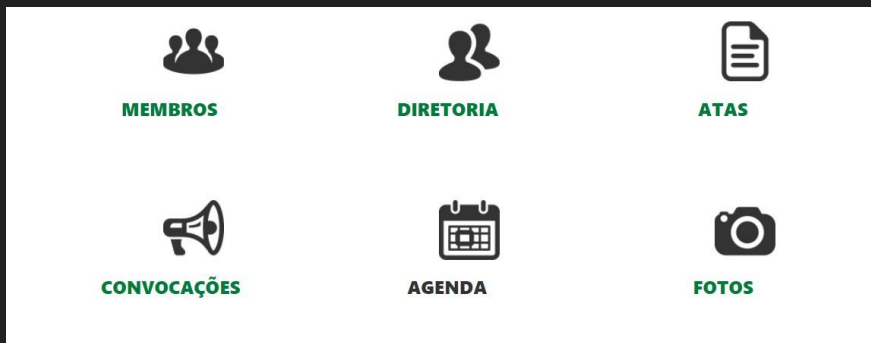 MEMBROS
DIRETORIA
ATAS
CONVOCAÇÕES
AGENDA
FOTOS